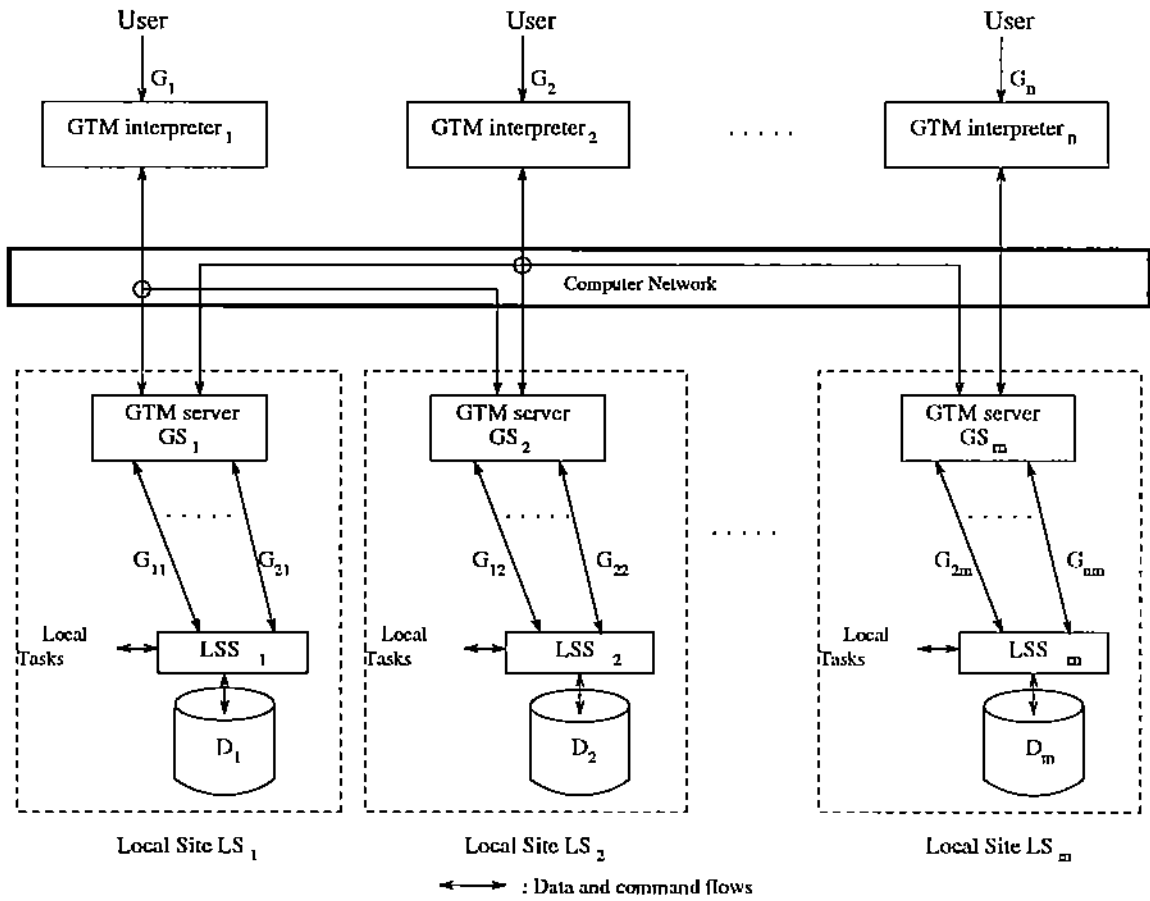 User User User
G1 G2 Gn
GTM interpreter1 GTM interpreter2 . . . . . GTM interpretern
Computer Network
GTM server GTM server GTM server
GS1 GS2 GSm
. . . . . . . . . . . . . . . . . .
. . . . .
G11 G21 G12 G22 G2m Gnm
Local Local Local
Tasks Tasks Tasks
LSS1 LSS2 LSSm
D1 D2 Dm
Local Site LS1 Local Site LS2 Local Site LSm
: Data and command flows